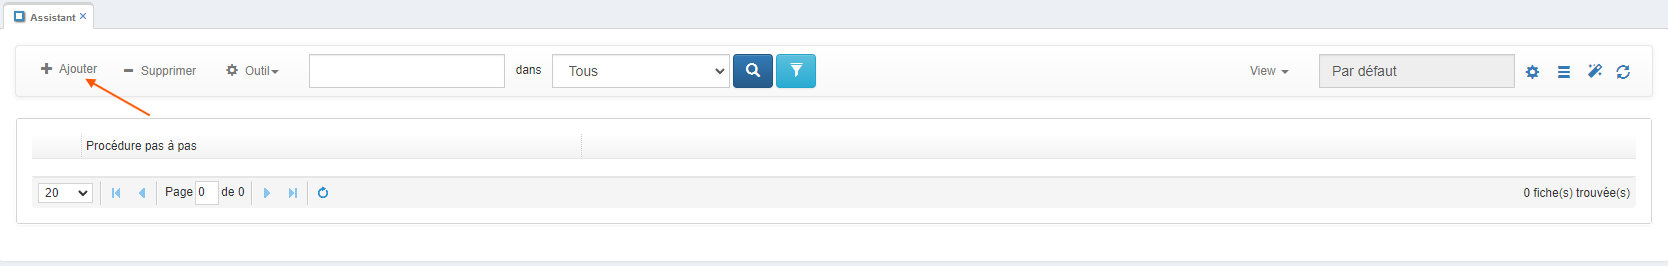 Assistant
Ajouter
Supprimer
Outil
dans
Tous
View
Par défaut
Procédure pas à pas
20
Page 0 de 0
0 fiche(s) trouvée(s)